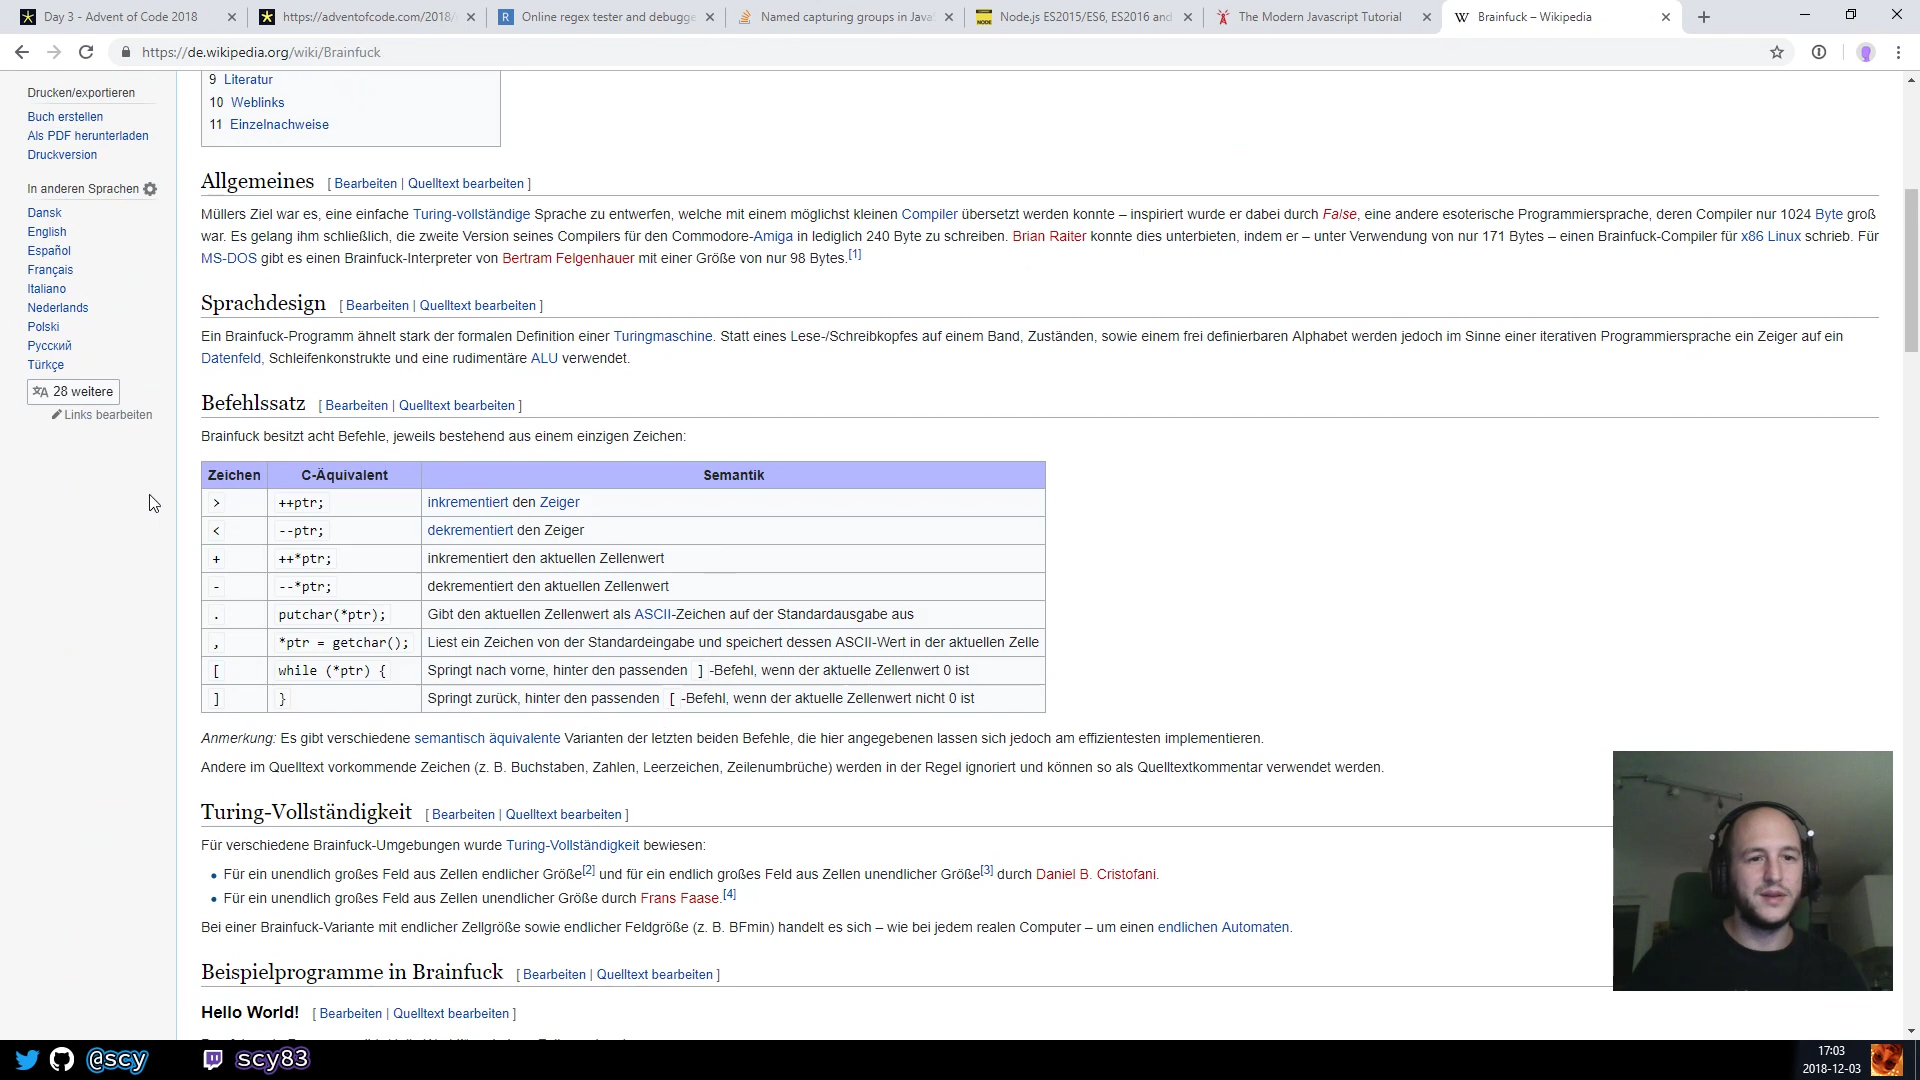 Day 3 - Advent of Code 2018
https://adventofcode.com/2018/
Online regex tester and debugge
Named capturing groups in Java
Node.js ES2015/ES6, ES2016 and
The Modern Javascript Tutorial
Brainfuck – Wikipedia
https://de.wikipedia.org/wiki/Brainfuck
Drucken/exportieren
Buch erstellen
Als PDF herunterladen
Druckversion
In anderen Sprachen
Dansk
English
Español
Français
Italiano
Nederlands
Polski
Русский
Türkçe
28 weitere
Links bearbeiten
9 Literatur
10 Weblinks
11 Einzelnachweise
Allgemeines [ Bearbeiten | Quelltext bearbeiten ]
Müllers Ziel war es, eine einfache Turing-vollständige Sprache zu entwerfen, welche mit einem möglichst kleinen Compiler übersetzt werden konnte – inspiriert wurde er dabei durch False, eine andere esoterische Programmiersprache, deren Compiler nur 1024 Byte groß
war. Es gelang ihm schließlich, die zweite Version seines Compilers für den Commodore-Amiga in lediglich 240 Byte zu schreiben. Brian Raiter konnte dies unterbieten, indem er – unter Verwendung von nur 171 Bytes – einen Brainfuck-Compiler für x86 Linux schrieb. Für
MS-DOS gibt es einen Brainfuck-Interpreter von Bertram Felgenhauer mit einer Größe von nur 98 Bytes.[1]
Sprachdesign [ Bearbeiten | Quelltext bearbeiten ]
Ein Brainfuck-Programm ähnelt stark der formalen Definition einer Turingmaschine. Statt eines Lese-/Schreibkopfes auf einem Band, Zuständen, sowie einem frei definierbaren Alphabet werden jedoch im Sinne einer iterativen Programmiersprache ein Zeiger auf ein
Datenfeld, Schleifenkonstrukte und eine rudimentäre ALU verwendet.
Befehlssatz [ Bearbeiten | Quelltext bearbeiten ]
Brainfuck besitzt acht Befehle, jeweils bestehend aus einem einzigen Zeichen:
Zeichen C-Äquivalent Semantik
> ++ptr; inkrementiert den Zeiger
< --ptr; dekrementiert den Zeiger
+ ++*ptr; inkrementiert den aktuellen Zellenwert
- --*ptr; dekrementiert den aktuellen Zellenwert
. putchar(*ptr); Gibt den aktuellen Zellenwert als ASCII-Zeichen auf der Standardausgabe aus
, *ptr = getchar(); Liest ein Zeichen von der Standardeingabe und speichert dessen ASCII-Wert in der aktuellen Zelle
[ while (*ptr) { Springt nach vorne, hinter den passenden ] -Befehl, wenn der aktuelle Zellenwert 0 ist
] } Springt zurück, hinter den passenden [ -Befehl, wenn der aktuelle Zellenwert nicht 0 ist
Anmerkung: Es gibt verschiedene semantisch äquivalente Varianten der letzten beiden Befehle, die hier angegebenen lassen sich jedoch am effizientesten implementieren.
Andere im Quelltext vorkommende Zeichen (z. B. Buchstaben, Zahlen, Leerzeichen, Zeilenumbrüche) werden in der Regel ignoriert und können so als Quelltextkommentar verwendet werden.
Turing-Vollständigkeit [ Bearbeiten | Quelltext bearbeiten ]
Für verschiedene Brainfuck-Umgebungen wurde Turing-Vollständigkeit bewiesen:
• Für ein unendlich großes Feld aus Zellen endlicher Größe[2] und für ein endlich großes Feld aus Zellen unendlicher Größe[3] durch Daniel B. Cristofani.
• Für ein unendlich großes Feld aus Zellen unendlicher Größe durch Frans Faase.[4]
Bei einer Brainfuck-Variante mit endlicher Zellgröße sowie endlicher Feldgröße (z. B. BFmin) handelt es sich – wie bei jedem realen Computer – um einen endlichen Automaten.
Beispielprogramme in Brainfuck [ Bearbeiten | Quelltext bearbeiten ]
Hello World! [ Bearbeiten | Quelltext bearbeiten ]
@scy
scy83
17:03
2018-12-03